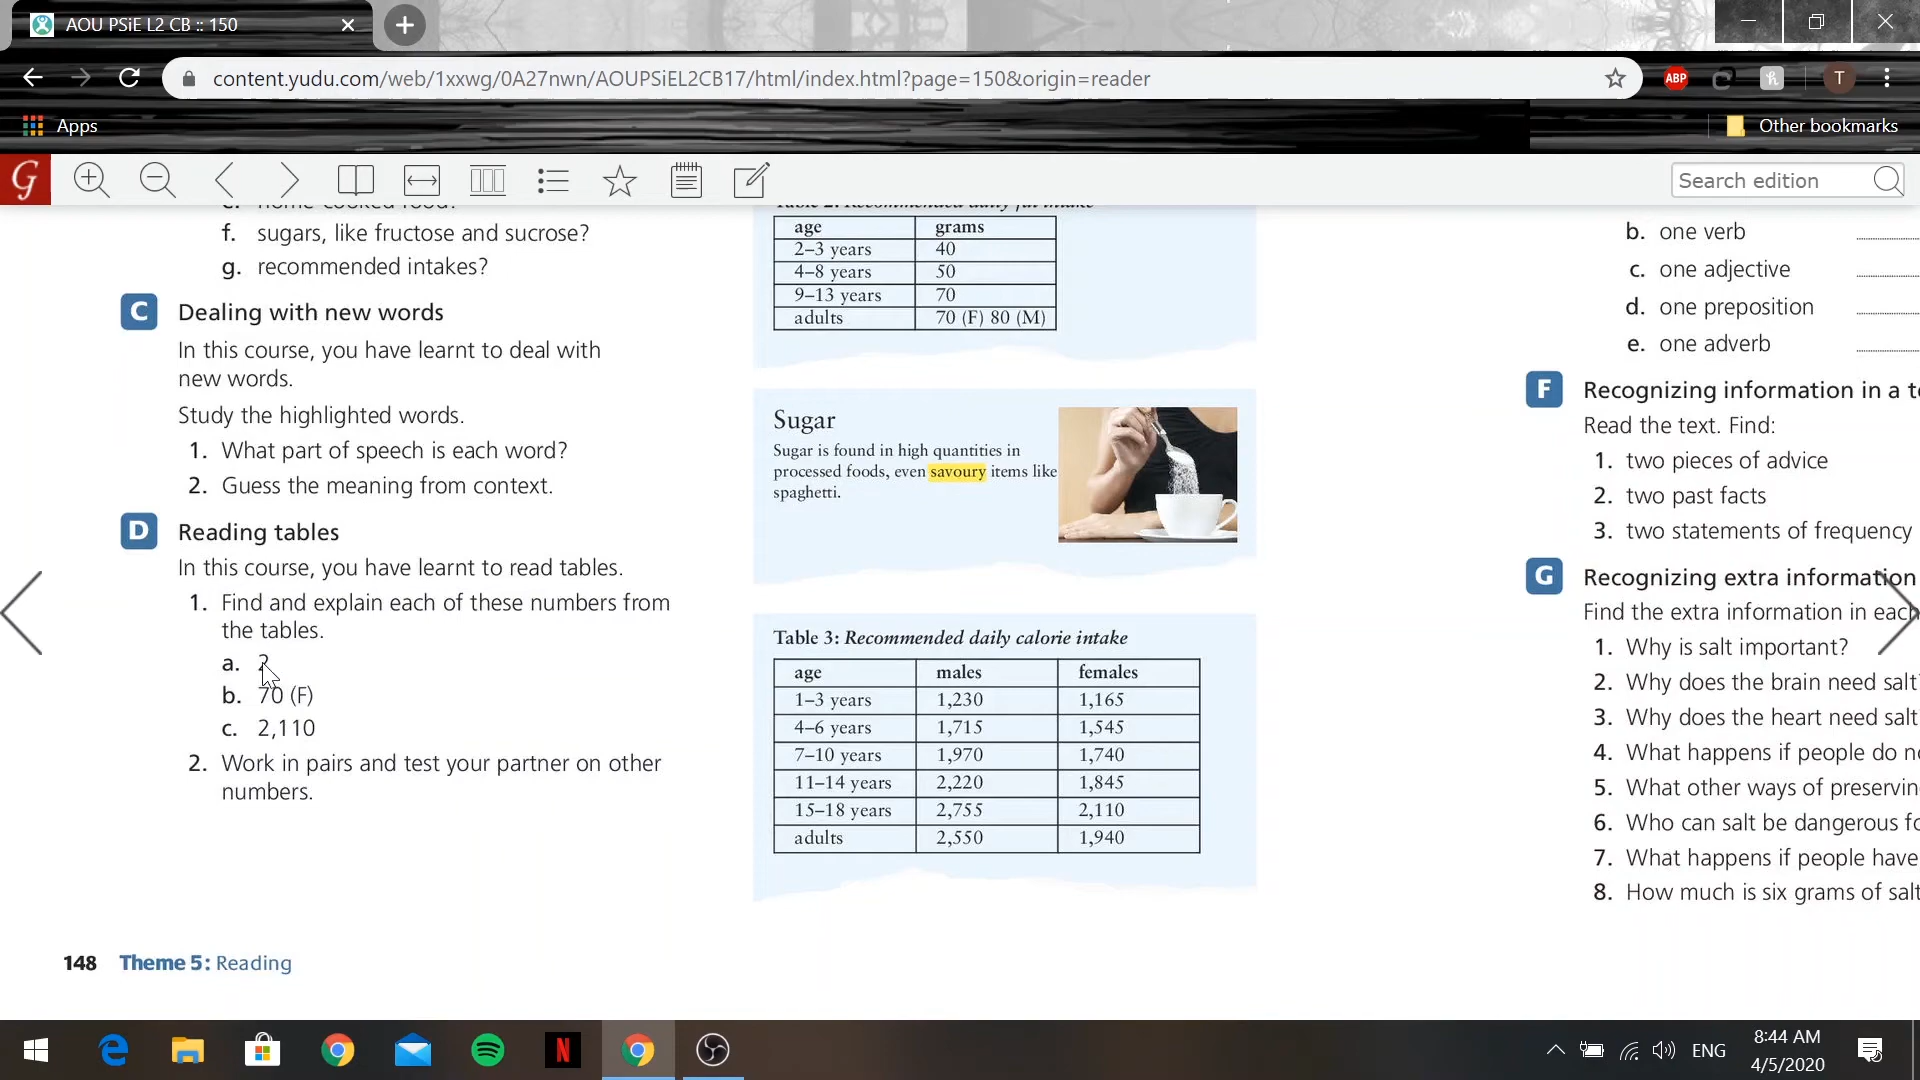 AOU PSiE L2 CB :: 150
content.yudu.com/web/1xxwg/0A27nwn/AOUPSiEL2CB17/html/index.html?page=150&origin=reader
ABP
T
Apps
Other bookmarks
G
Search edition
e. home-cooked food?
f. sugars, like fructose and sucrose?
g. recommended intakes?
C Dealing with new words
In this course, you have learnt to deal with
new words.
Study the highlighted words.
1. What part of speech is each word?
2. Guess the meaning from context.
D Reading tables
In this course, you have learnt to read tables.
1. Find and explain each of these numbers from
the tables.
a. 2
b. 70 (F)
c. 2,110
2. Work in pairs and test your partner on other
numbers.
148 Theme 5: Reading
Table 2: Recommended daily fat intake
age grams
2–3 years 40
4–8 years 50
9–13 years 70
adults 70 (F) 80 (M)
Sugar
Sugar is found in high quantities in
processed foods, even savoury items like
spaghetti.
Table 3: Recommended daily calorie intake
age males females
1–3 years 1,230 1,165
4–6 years 1,715 1,545
7–10 years 1,970 1,740
11–14 years 2,220 1,845
15–18 years 2,755 2,110
adults 2,550 1,940
b. one verb
c. one adjective
d. one preposition
e. one adverb
F Recognizing information in a
Read the text. Find:
1. two pieces of advice
2. two past facts
3. two statements of frequency
G Recognizing extra information
Find the extra information in each
1. Why is salt important?
2. Why does the brain need salt
3. Why does the heart need salt
4. What happens if people do
5. What other ways of
6. Who can salt be dangerous
7. What happens if people have
8. How much is six grams of salt
ENG
8:44 AM
4/5/2020